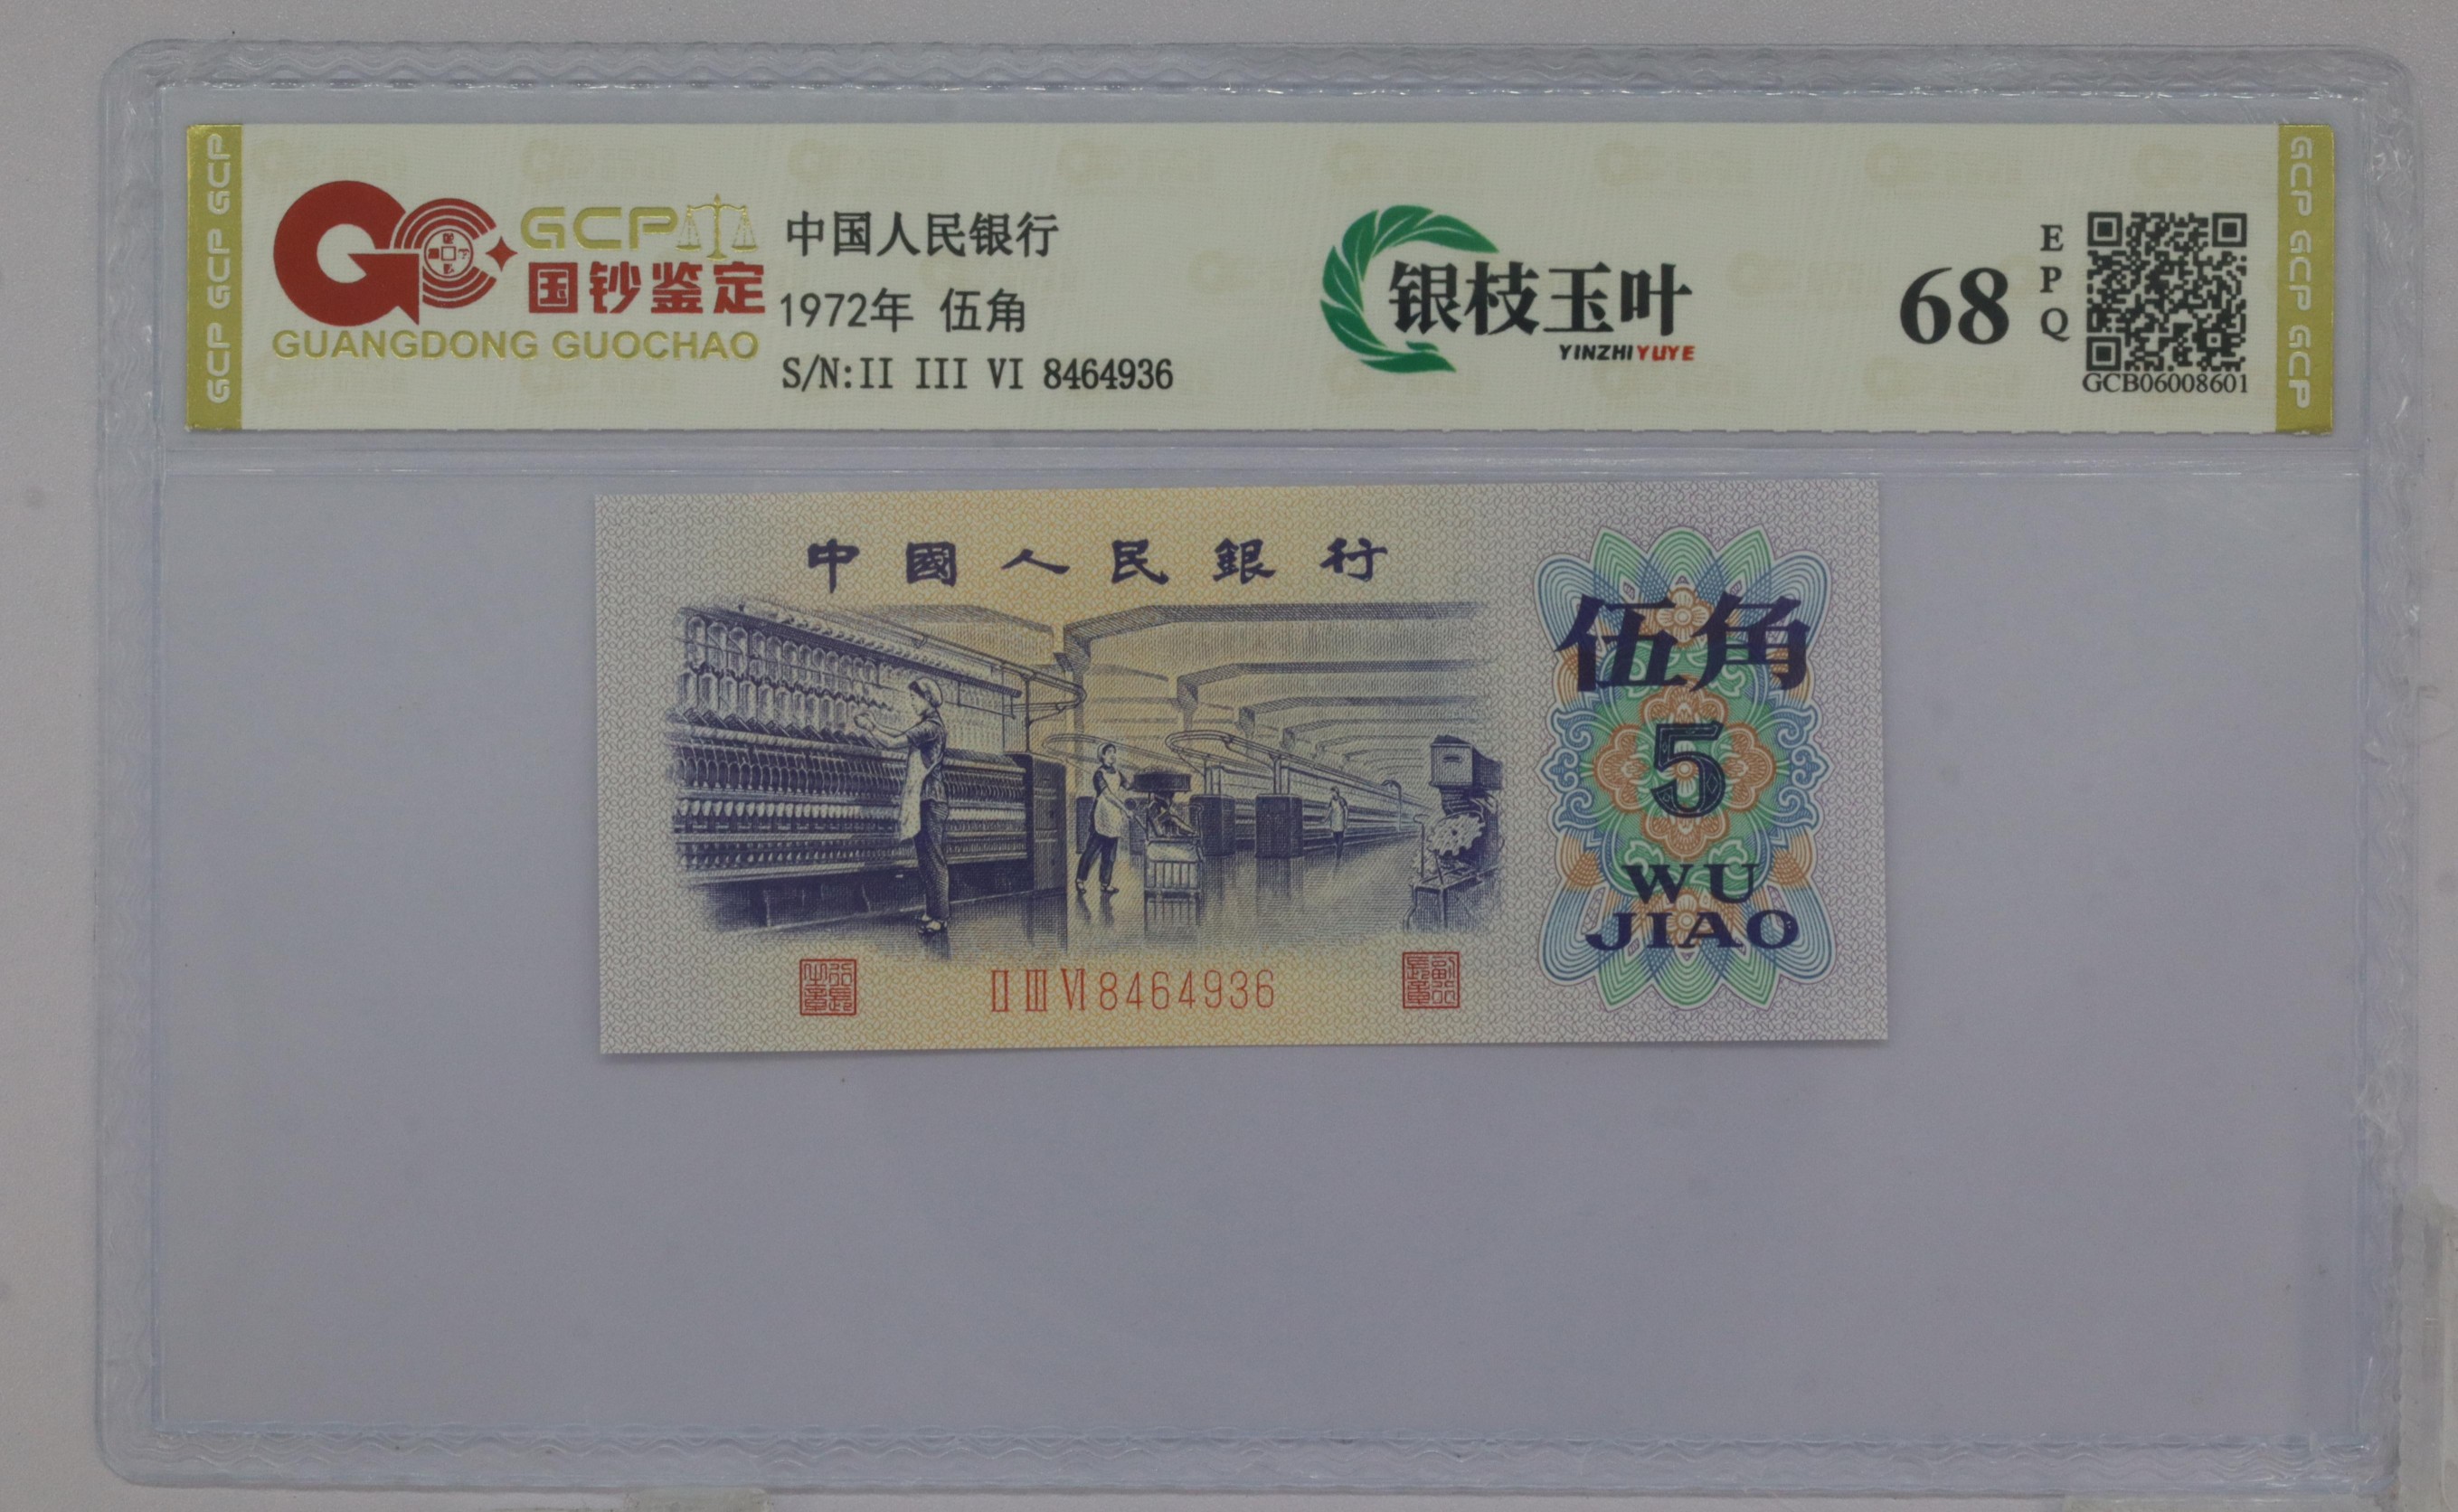 GCP GCP GCP
GCP
国钞鉴定
GUANGDONG GUOCHAO
中国人民银行
1972年 伍角
S/N:II III VI 8464936
银枝玉叶
YINZHIYUYE
68
EPQ
GCB06008601
GCP GCP GCP
中國人民銀行
伍角
5
WU
JIAO
II III VI 8464936